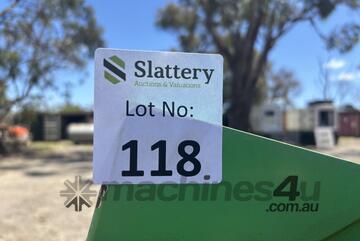 Slattery
Auctions & Valuations
Lot No:
118
machines4u
.com.au